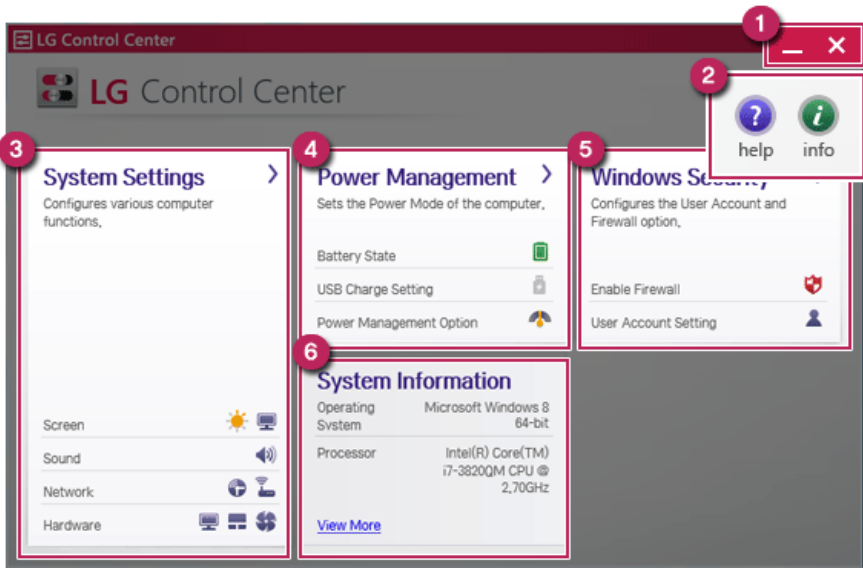 LG Control Center
1
LG Control Center
2
? i
help info
3
System Settings >
Configures various computer
functions.
Screen
Sound
Network
Hardware
4
Power Management >
Sets the Power Mode of the computer.
Battery State
USB Charge Setting
Power Management Option
5
Windows Security
Configures the User Account and
Firewall option.
Enable Firewall
User Account Setting
6
System Information
Operating Microsoft Windows 8
System 64-bit
Processor Intel(R) Core(TM)
i7-3820QM CPU @
2.70GHz
View More